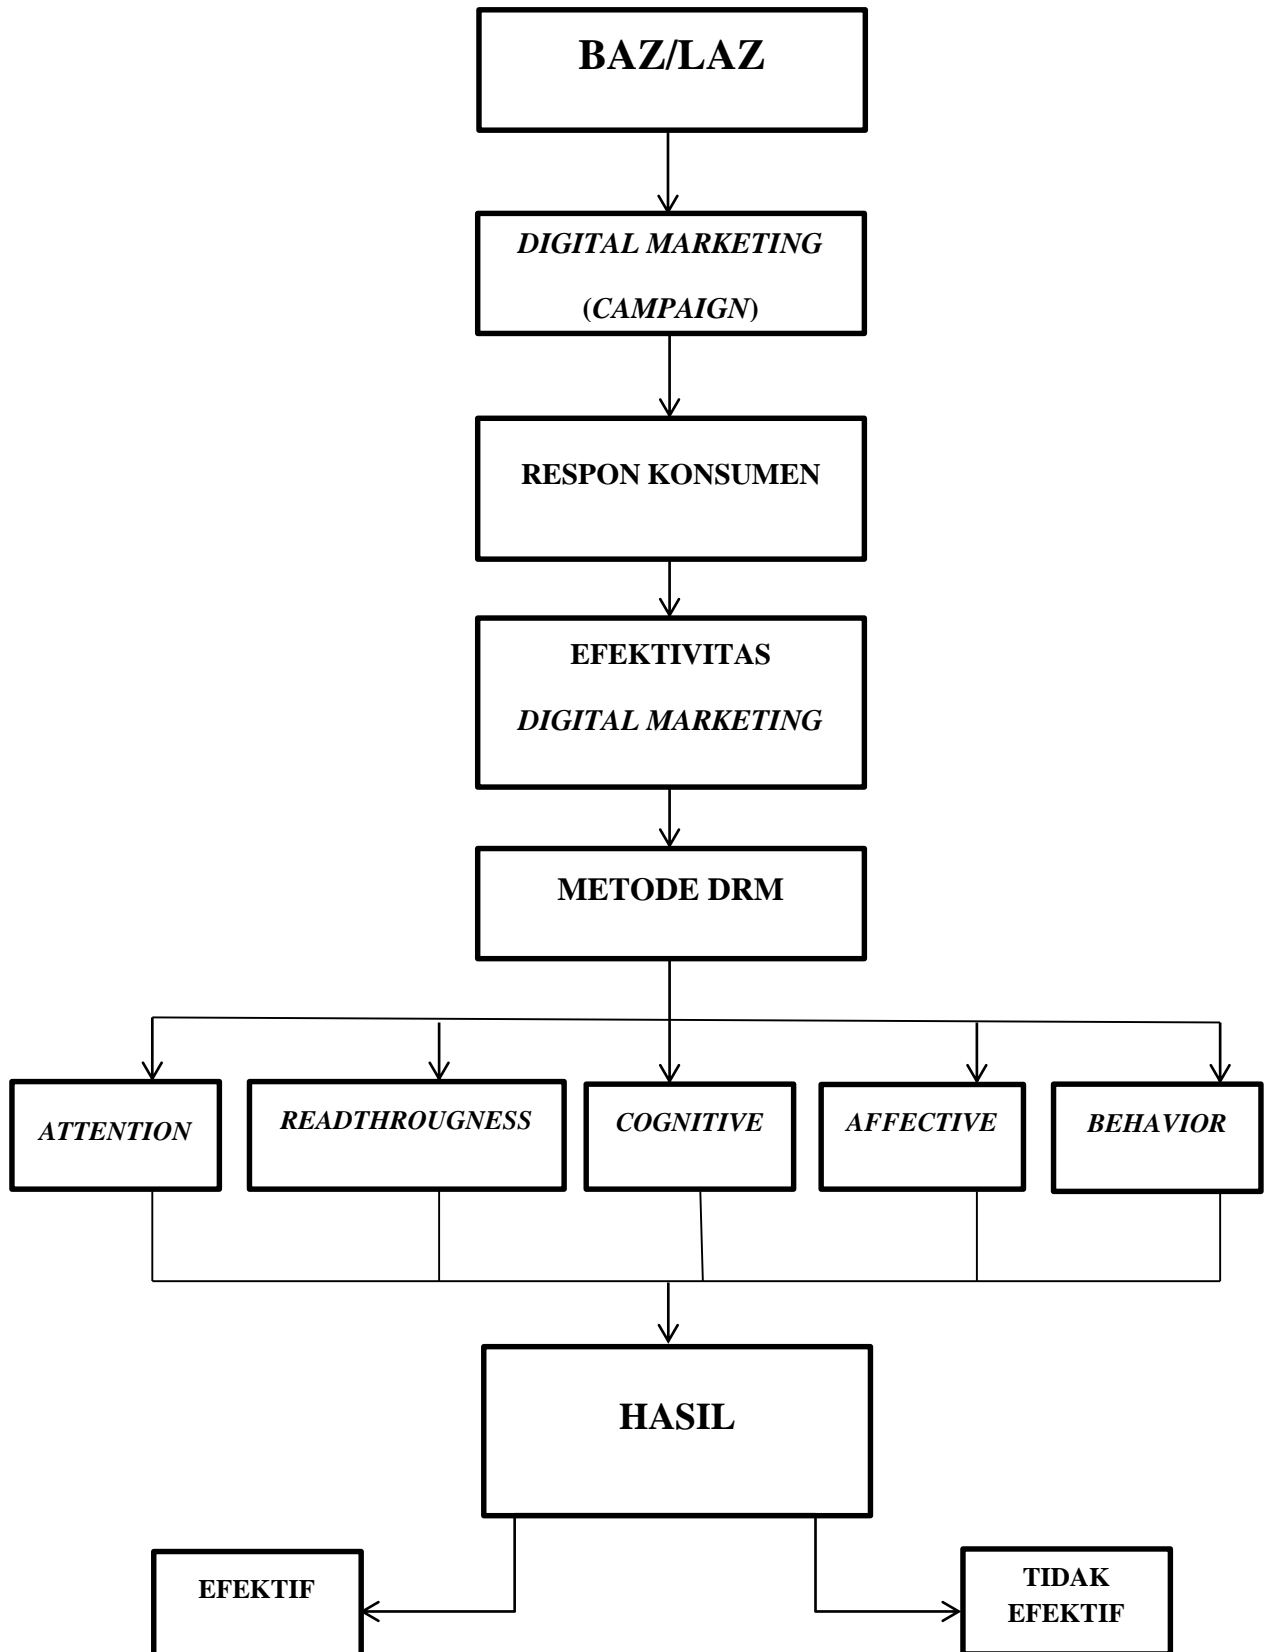 BAZ/LAZ
DIGITAL MARKETING
(CAMPAIGN)
RESPON KONSUMEN
EFEKTIVITAS
DIGITAL MARKETING
METODE DRM
ATTENTION
READTHROUGNESS
COGNITIVE
AFFECTIVE
BEHAVIOR
HASIL
EFEKTIF
TIDAK
EFEKTIF